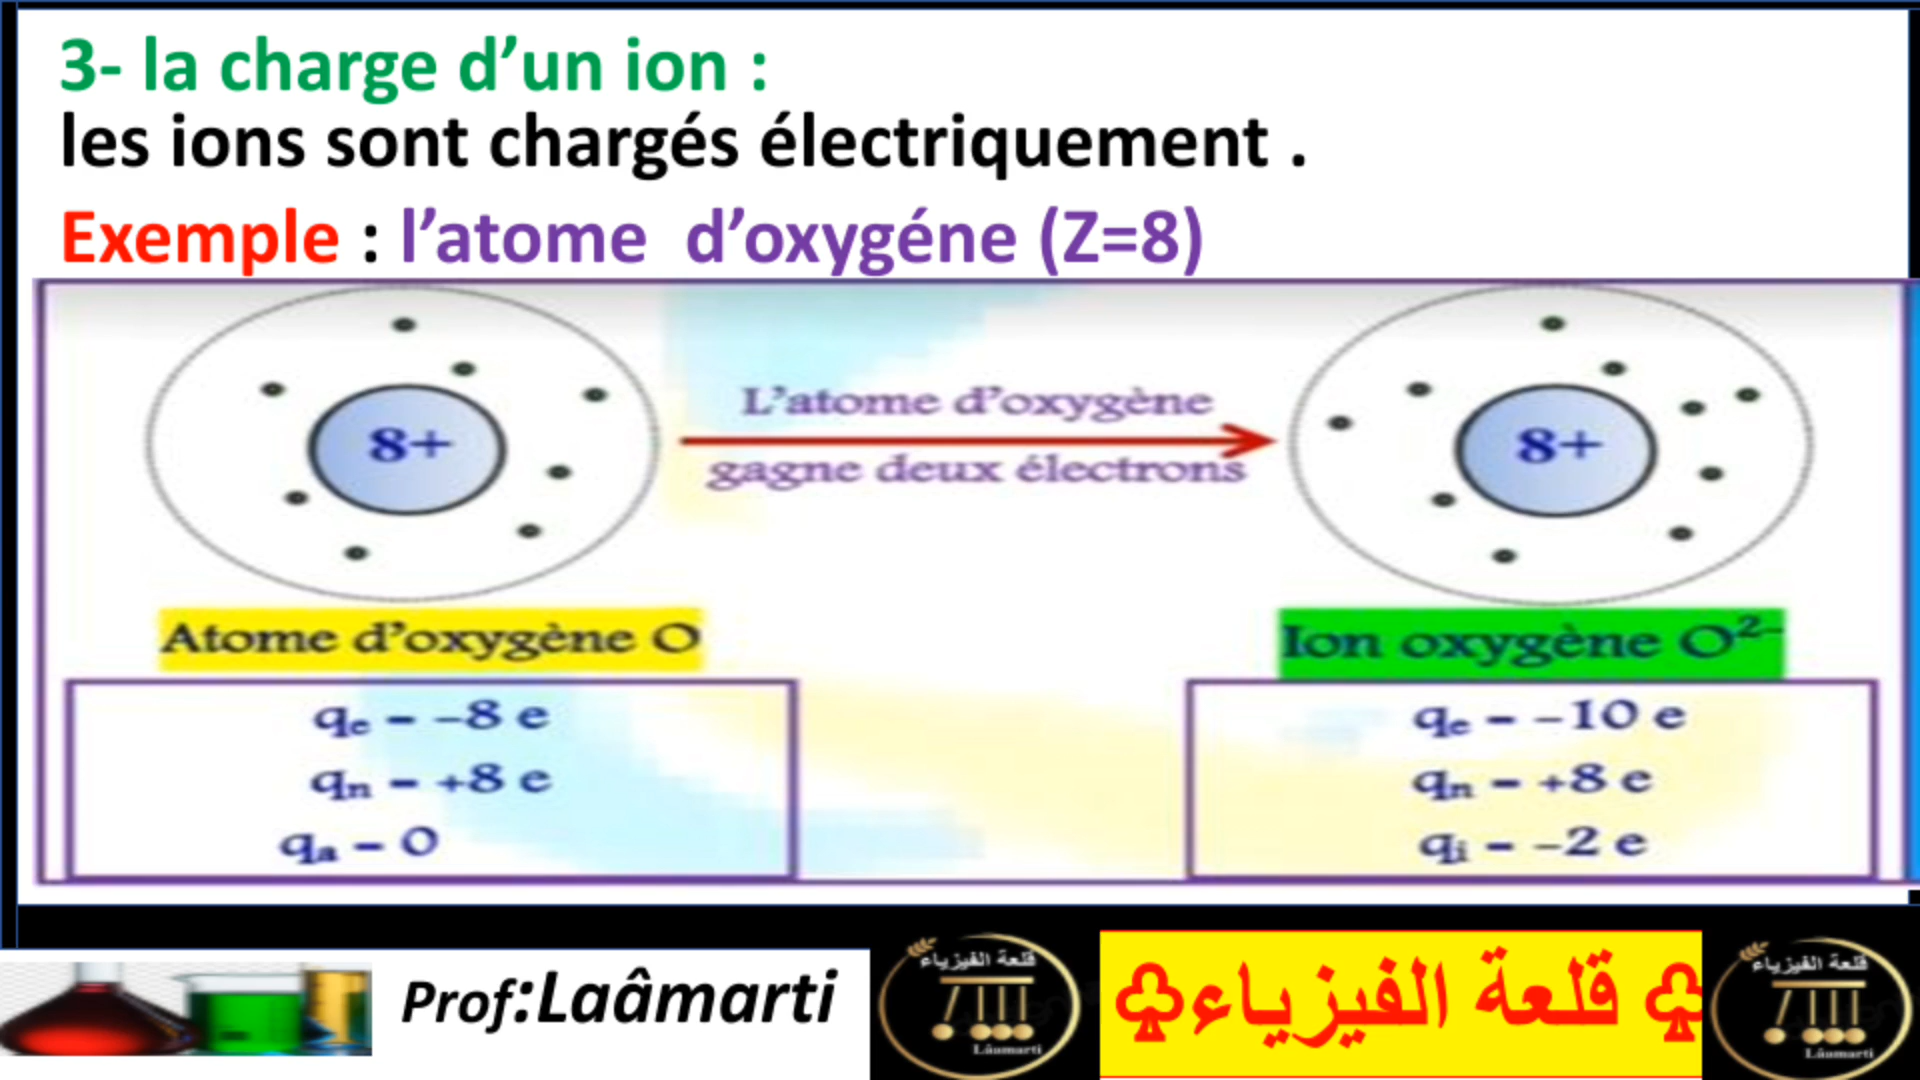 3- la charge d’un ion :
les ions sont chargés électriquement .
Exemple : l’atome d’oxygéne (Z=8)
8+
L’atome d’oxygène
gagne deux électrons
8+
Atome d’oxygène O
Ion oxygène O²⁻
qₑ = -8 e
qₙ = +8 e
qₐ = 0
qₑ = -10 e
qₙ = +8 e
qᵢ = -2 e
Prof:Laâmarti
قلعة الفيزياء
Lâamarti
♣ قلعة الفيزياء♣
قلعة الفيزياء
Lâamarti